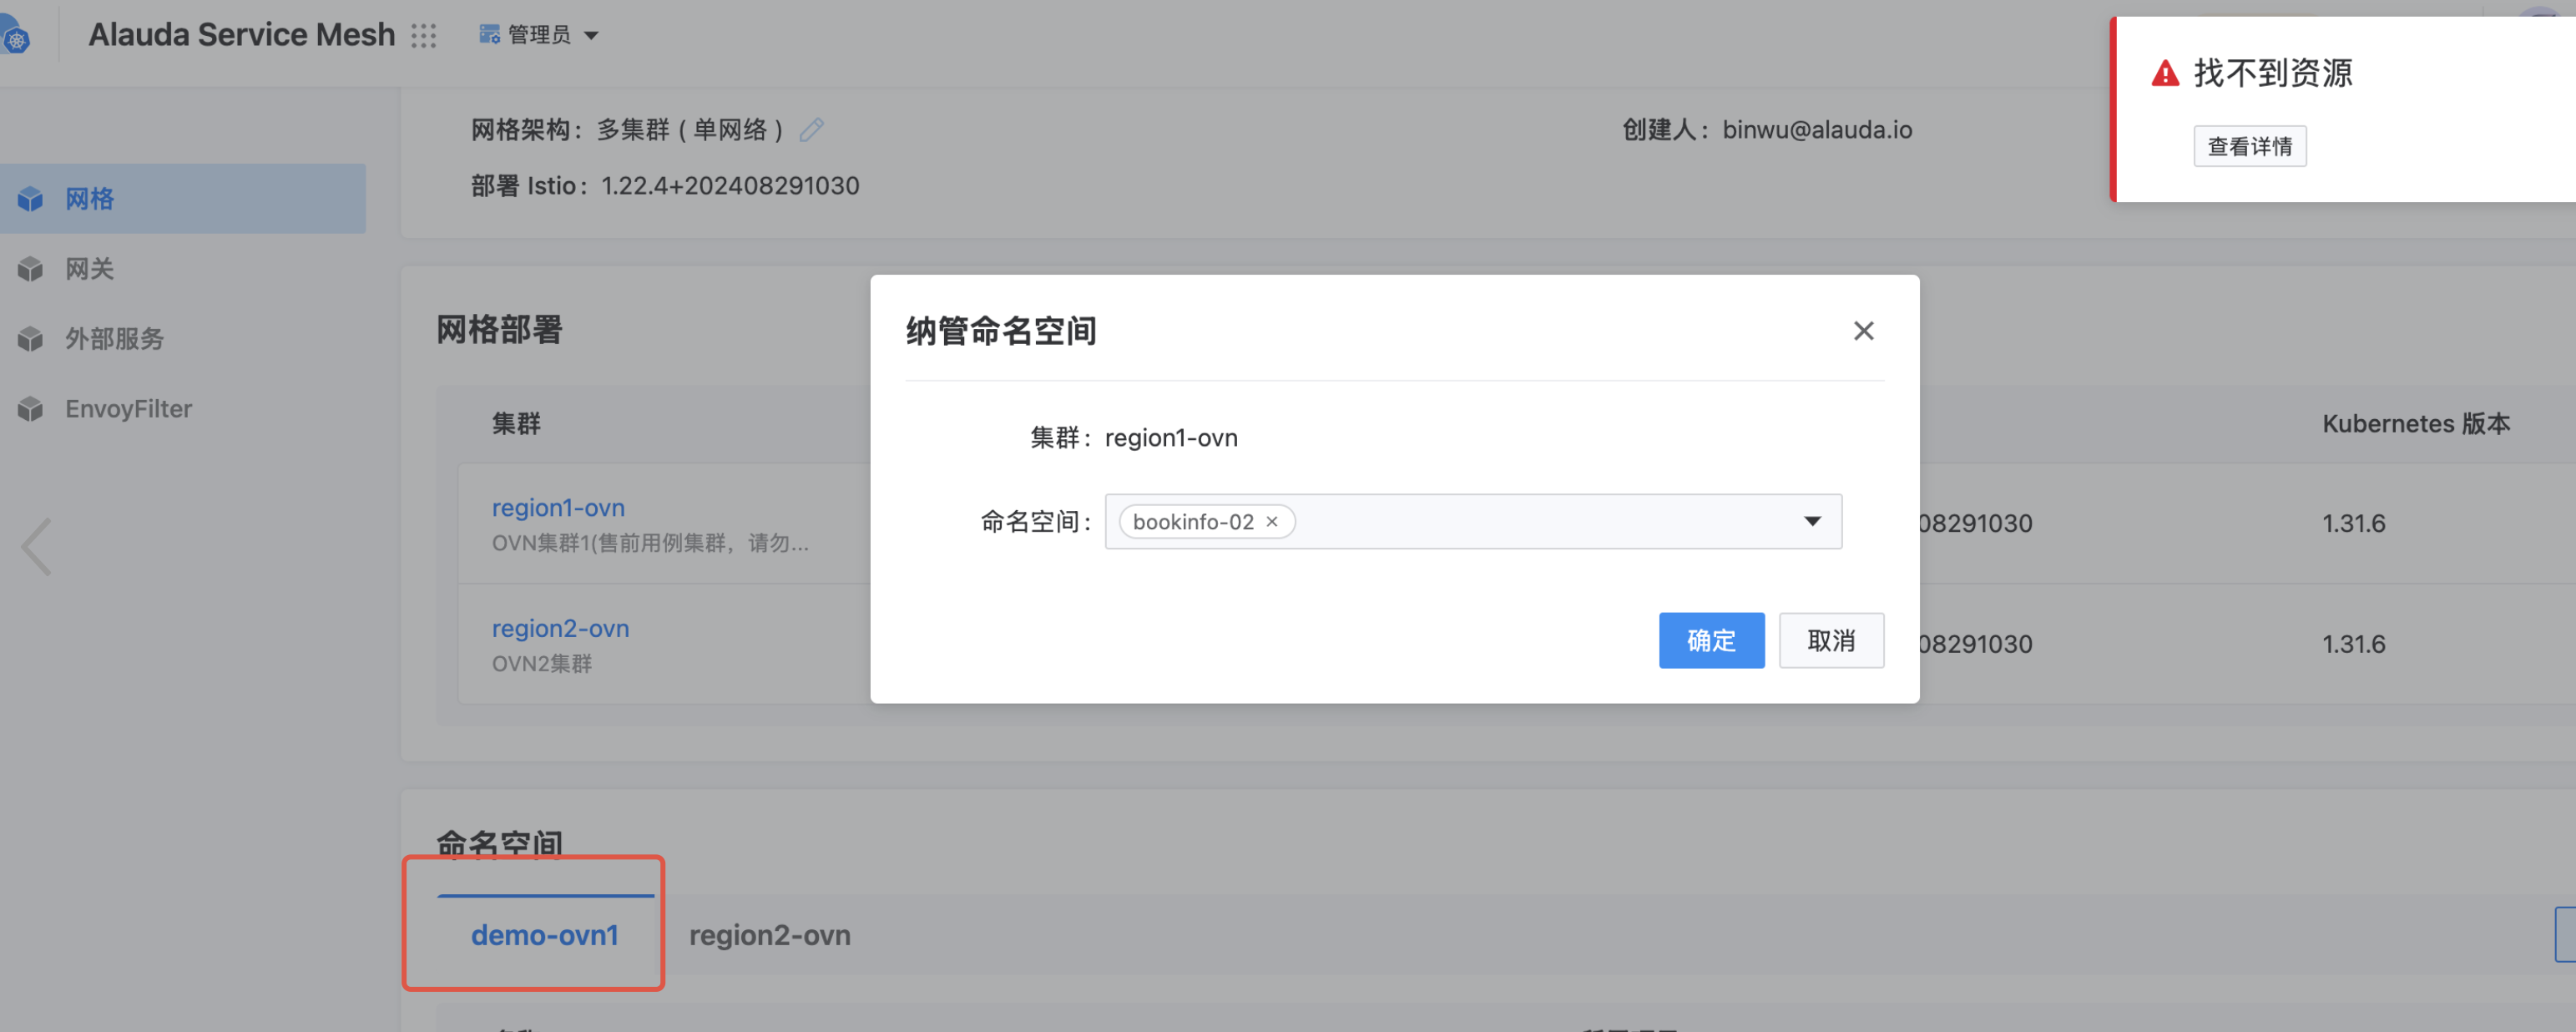 Alauda Service Mesh
管理员
找不到资源
查看详情
网格
网关
外部服务
EnvoyFilter
网格架构： 多集群 ( 单网络 )
创建人： binwu@alauda.io
部署 Istio： 1.22.4+202408291030
网格部署
集群
Kubernetes 版本
region1-ovn
OVN集群1(售前用例集群，请勿...
08291030
1.31.6
region2-ovn
OVN2集群
08291030
1.31.6
纳管命名空间
集群： region1-ovn
命名空间： bookinfo-02
确定
取消
命名空间
demo-ovn1
region2-ovn